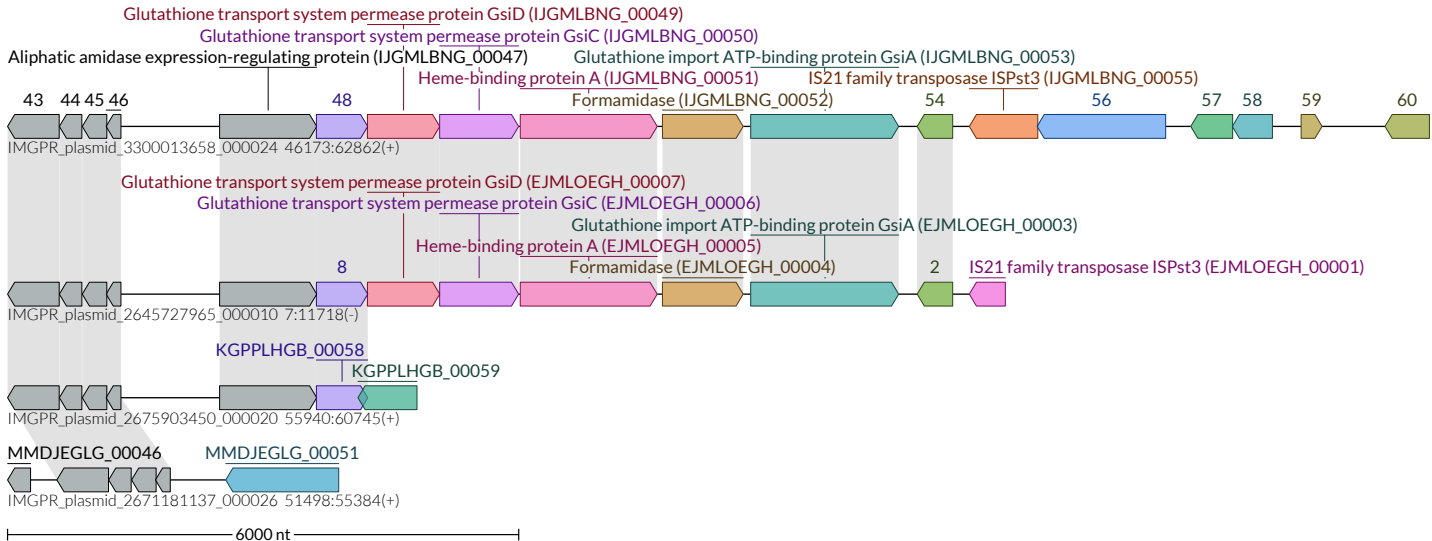 Glutathione transport system permease protein GsiD (IJGMLBNG_00049)
Glutathione transport system permease protein GsiC (IJGMLBNG_00050)
Aliphatic amidase expression-regulating protein (IJGMLBNG_00047)
Glutathione import ATP-binding protein GsiA (IJGMLBNG_00053)
Heme-binding protein A (IJGMLBNG_00051)
IS21 family transposase ISPst3 (IJGMLBNG_00055)
43 44 45 46 48 Formamidase (IJGMLBNG_00052) 54 56 57 58 59 60
IMGPR_plasmid_3300013658_000024 46173:62862(+)
Glutathione transport system permease protein GsiD (EJMLOEGH_00007)
Glutathione transport system permease protein GsiC (EJMLOEGH_00006)
Glutathione import ATP-binding protein GsiA (EJMLOEGH_00003)
Heme-binding protein A (EJMLOEGH_00005)
8 Formamidase (EJMLOEGH_00004) 2 IS21 family transposase ISPst3 (EJMLOEGH_00001)
IMGPR_plasmid_2645727965_000010 7:11718(-)
KGPPLHGB_00058
KGPPLHGB_00059
IMGPR_plasmid_2675903450_000020 55940:60745(+)
MMDJEGLG_00046 MMDJEGLG_00051
IMGPR_plasmid_2671181137_000026 51498:55384(+)
6000 nt